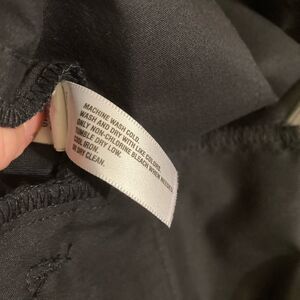 MACHINE WASH COLD.
WASH AND DRY WITH LIKE COLORS.
ONLY NON-CHLORINE BLEACH WHEN NEEDED.
TUMBLE DRY LOW.
COOL IRON.
OR DRY CLEAN.